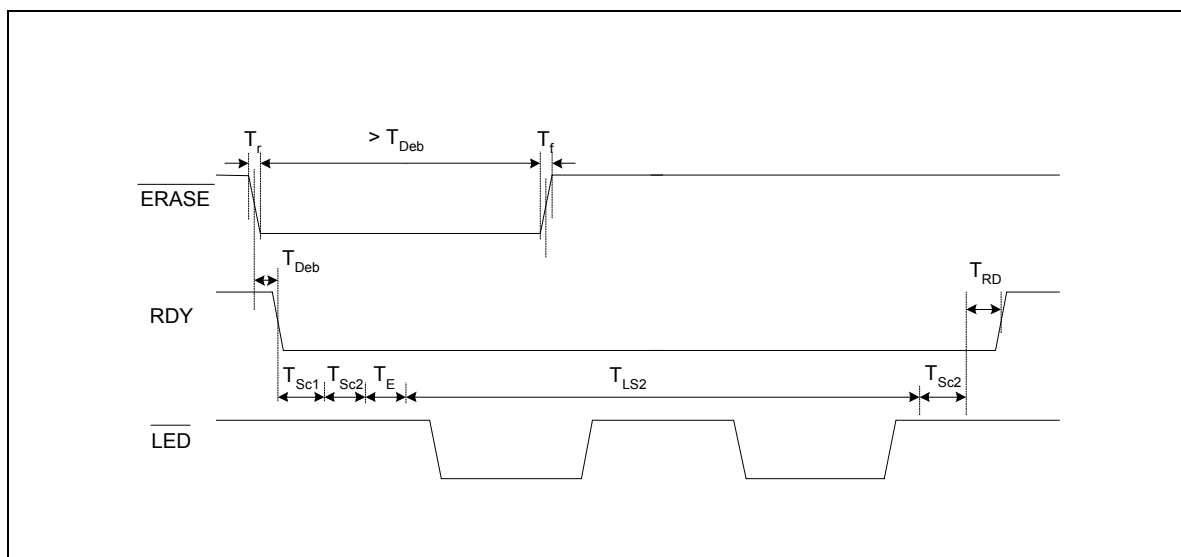 T_r > T_Deb T_f
ERASE
T_Deb T_RD
RDY
T_Sc1 T_Sc2 T_E T_LS2 T_Sc2
LED